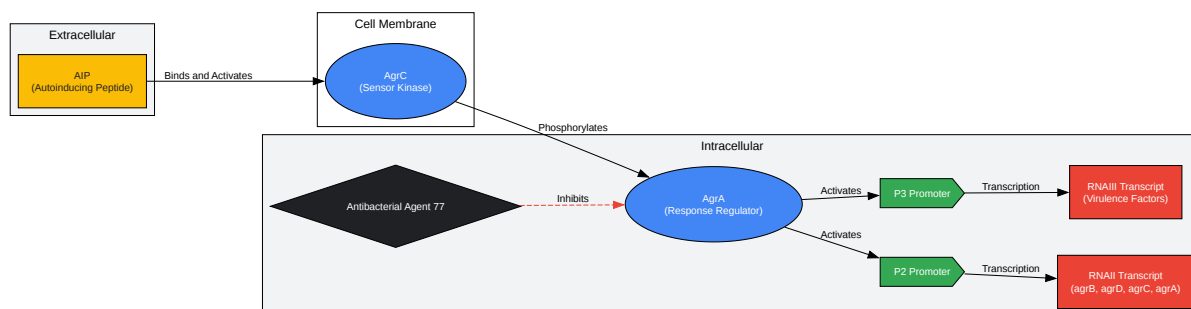 Extracellular
AIP
(Autoinducing Peptide)
Binds and Activates
Cell Membrane
AgrC
(Sensor Kinase)
Phosphorylates
Intracellular
Antibacterial Agent 77
Inhibits
AgrA
(Response Regulator)
Activates
P3 Promoter
Transcription
RNAIII Transcript
(Virulence Factors)
Activates
P2 Promoter
Transcription
RNAII Transcript
(agrB, agrD, agrC, agrA)